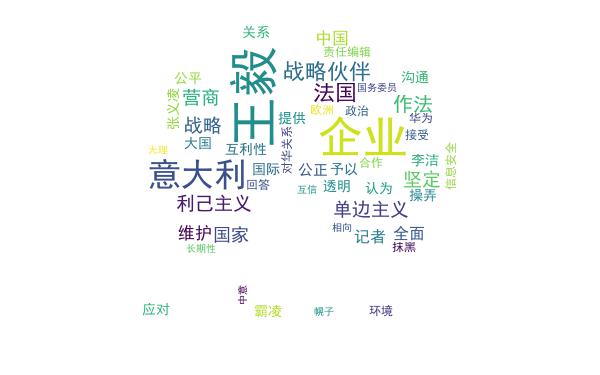 关系
中国
责任编辑
王毅
战略伙伴
公平
沟通
营商
法国
国务委员
作法
张义凌
欧洲
政治
提供
华为
战略
企业
接受
大国
互利性
对华关系
大理
合作
李洁
信息安全
意大利
国际
公正
予以
坚定
回答
互信
透明
认为
操弄
利己主义
单边主义
维护
国家
相向
记者
全面
长期性
抹黑
中意
应对
霸凌
幌子
环境